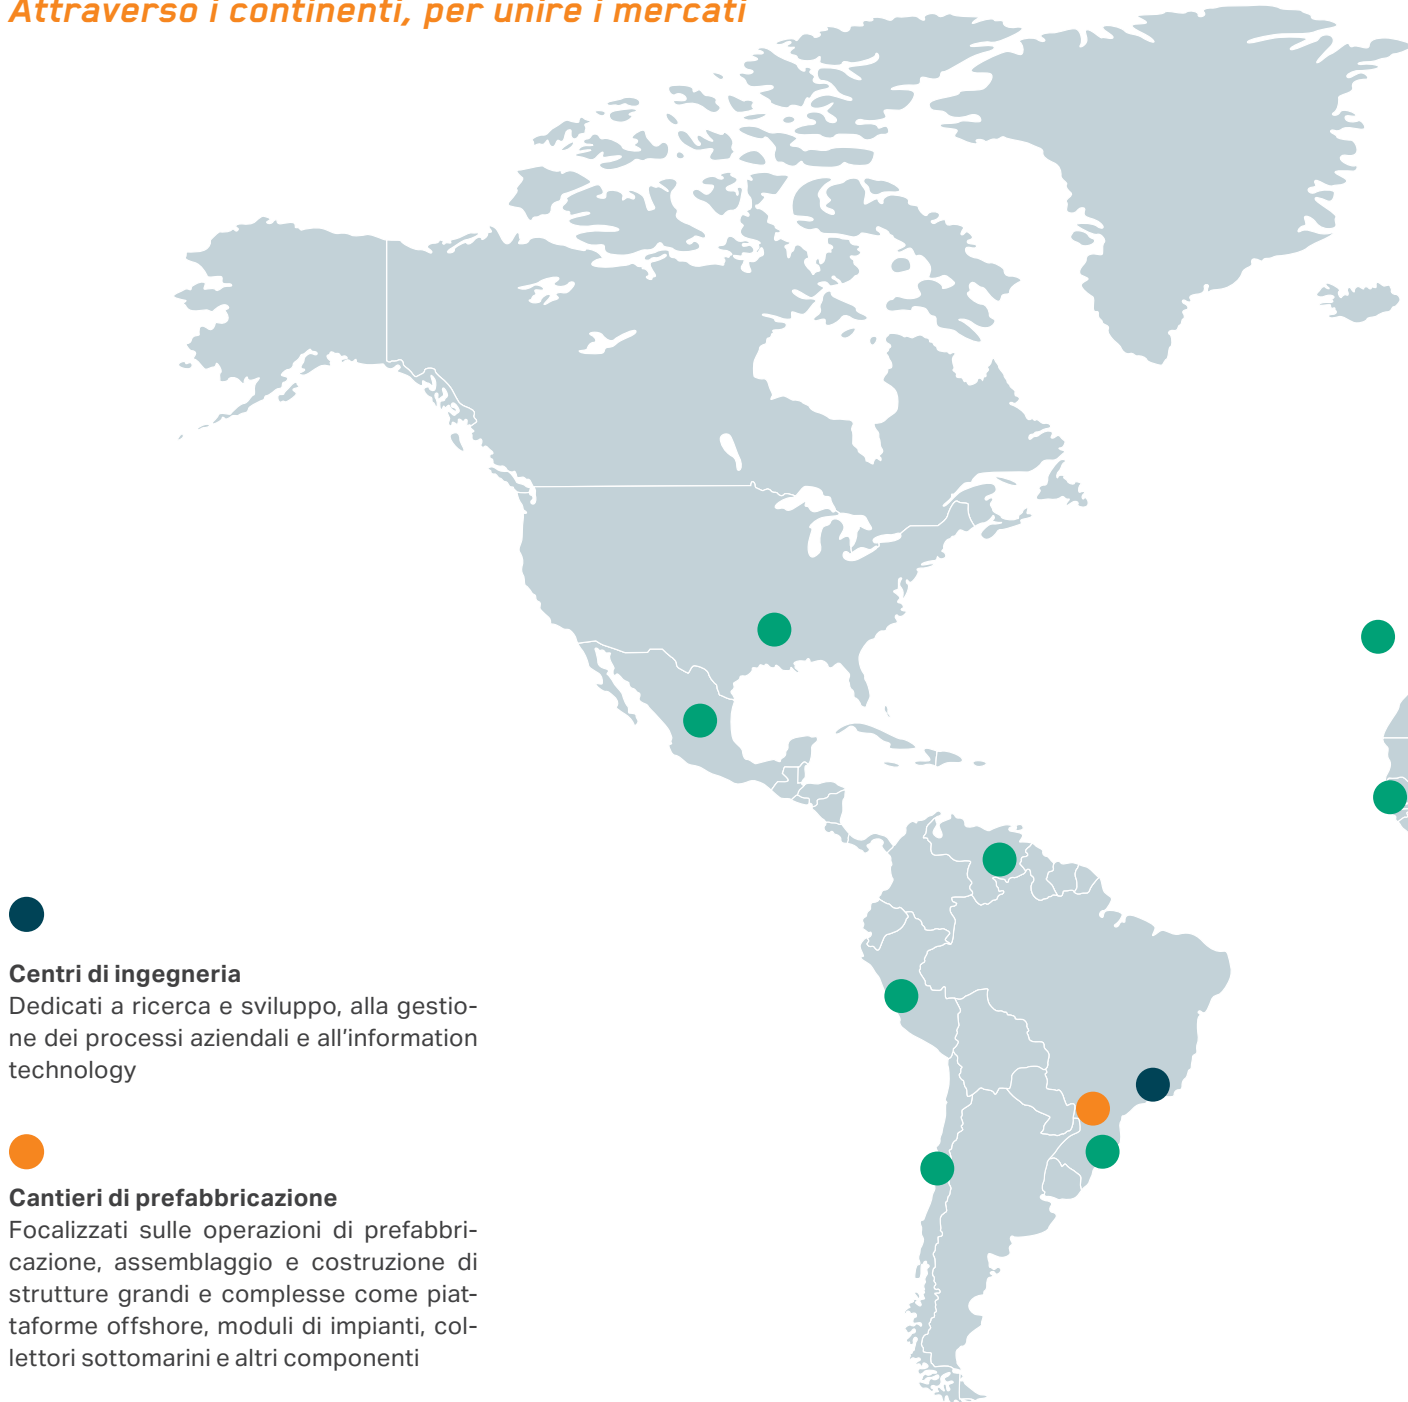 Attraverso i continenti, per unire i mercati
Centri di ingegneria
Dedicati a ricerca e sviluppo, alla gestio-
ne dei processi aziendali e all’information
technology
Cantieri di prefabbricazione
Focalizzati sulle operazioni di prefabbri-
cazione, assemblaggio e costruzione di
strutture grandi e complesse come piat-
taforme offshore, moduli di impianti, col-
lettori sottomarini e altri componenti